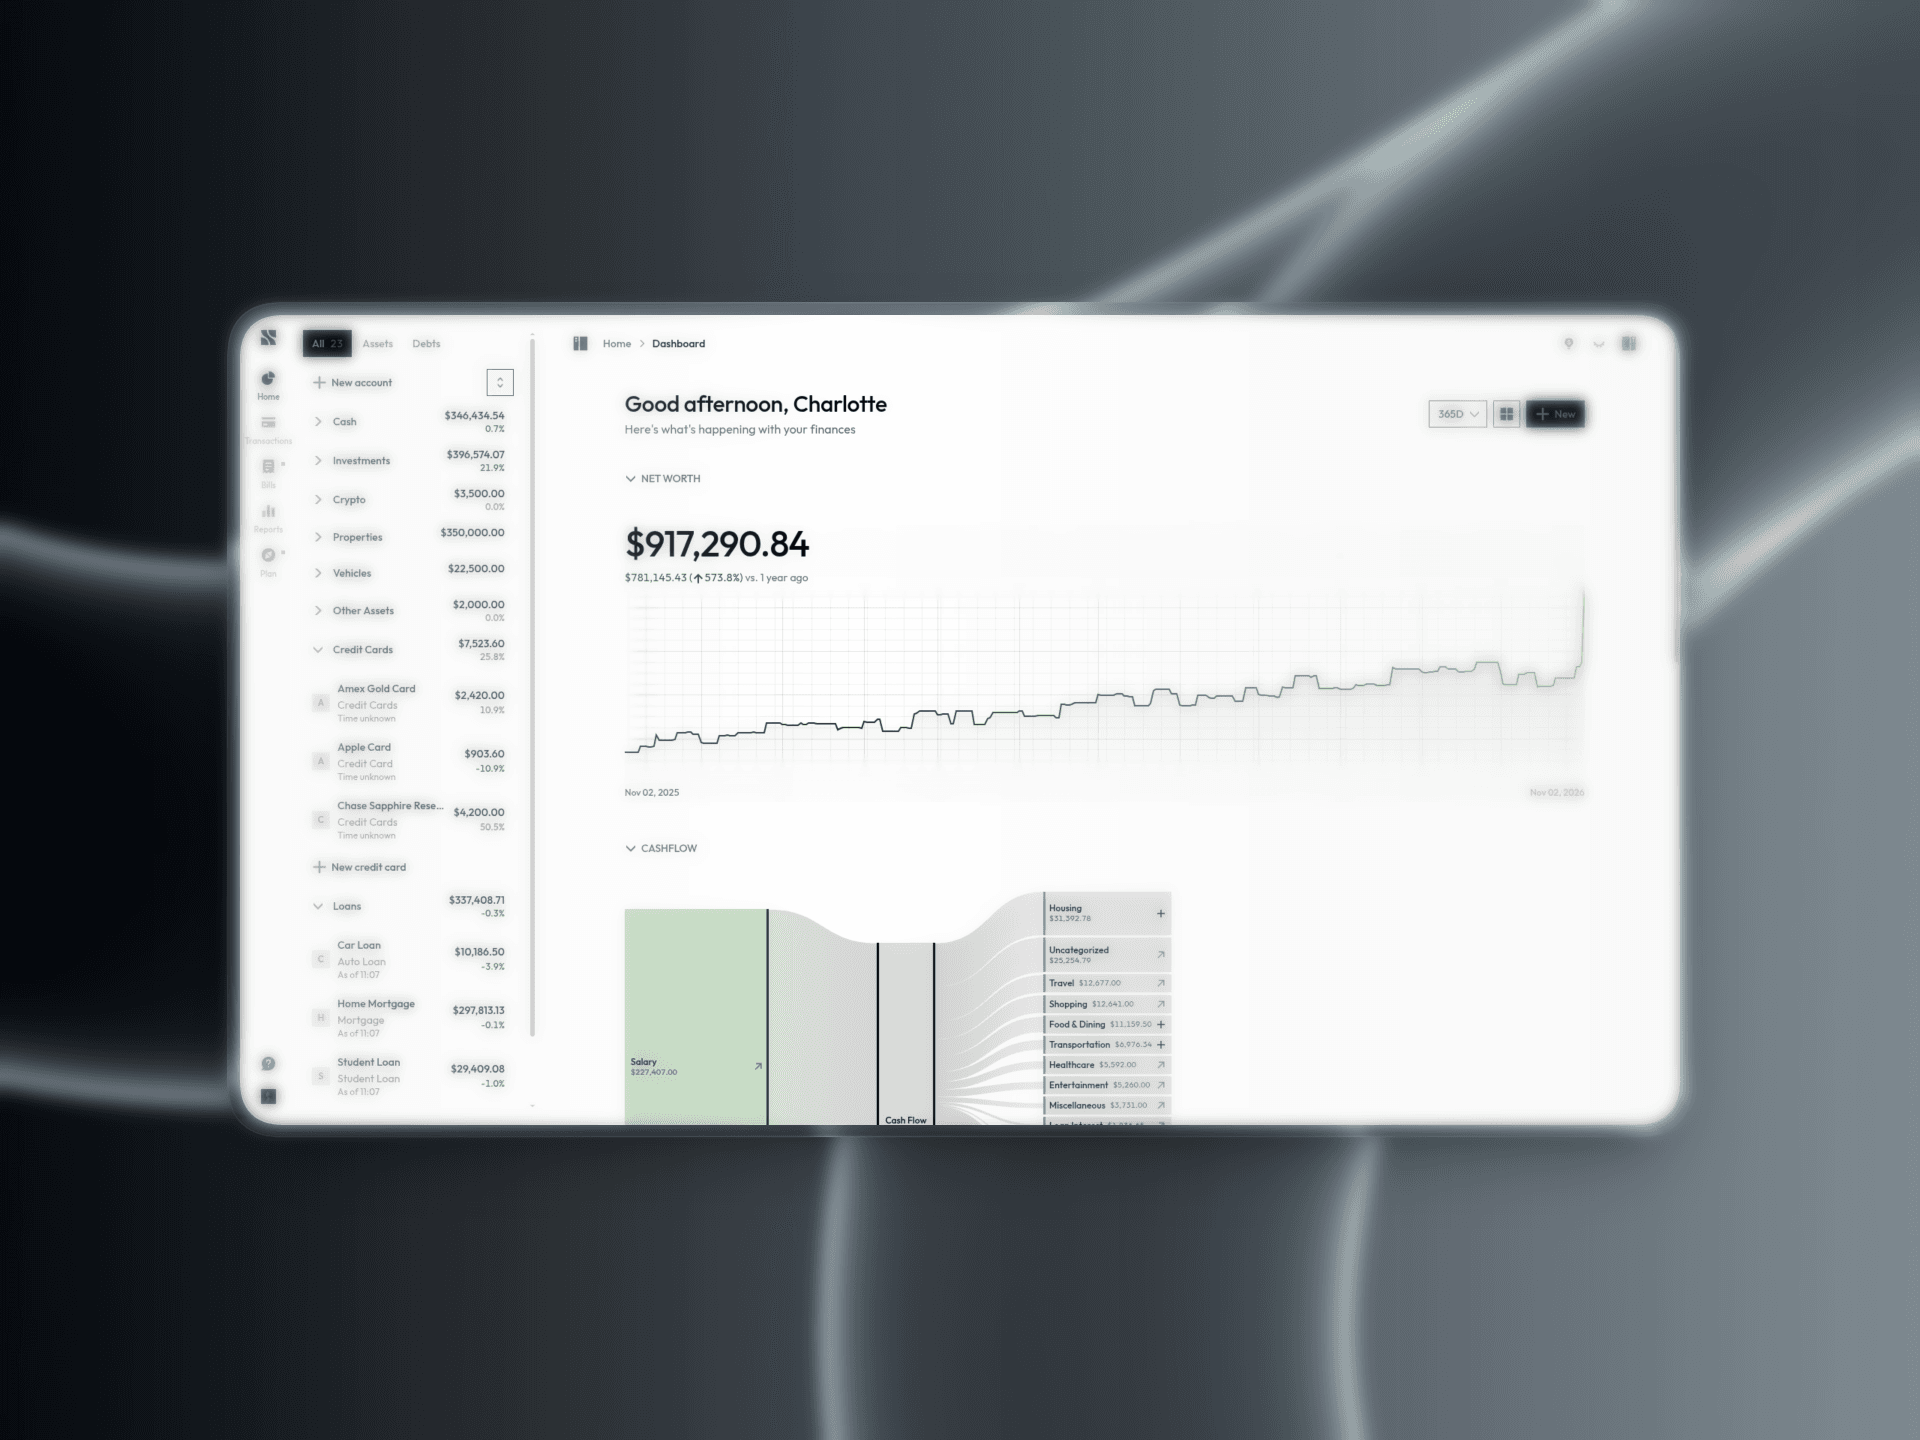 All 23
Assets
Debts
New account
Home
Transactions
Bills
Reports
Plan
Cash
$346,434.54
0.7%
Investments
$396,574.07
21.9%
Crypto
$3,500.00
0.0%
Properties
$350,000.00
Vehicles
$22,500.00
Other Assets
$2,000.00
0.0%
Credit Cards
$7,523.60
25.8%
A
Amex Gold Card
Credit Cards
Time unknown
$2,420.00
10.9%
A
Apple Card
Credit Card
Time unknown
$903.60
-10.9%
C
Chase Sapphire Rese...
Credit Cards
Time unknown
$4,200.00
50.5%
New credit card
Loans
$337,408.71
-0.3%
C
Car Loan
Auto Loan
As of 11:07
$10,186.50
-3.9%
H
Home Mortgage
Mortgage
As of 11:07
$297,813.13
-0.1%
S
Student Loan
Student Loan
As of 11:07
$29,409.08
-1.0%
Home > Dashboard
Good afternoon, Charlotte
Here's what's happening with your finances
365D
New
NET WORTH
$917,290.84
$781,145.43 (↑573.8%) vs. 1 year ago
Nov 02, 2025
Nov 02, 2026
CASHFLOW
Salary
$227,407.00
Cash Flow
Housing
$31,392.78
Uncategorized
$25,254.79
Travel $12,677.00
Shopping $12,641.00
Food & Dining $11,159.50
Transportation $6,976.54
Healthcare $5,592.00
Entertainment $5,260.00
Miscellaneous $3,731.00
Loan Interest